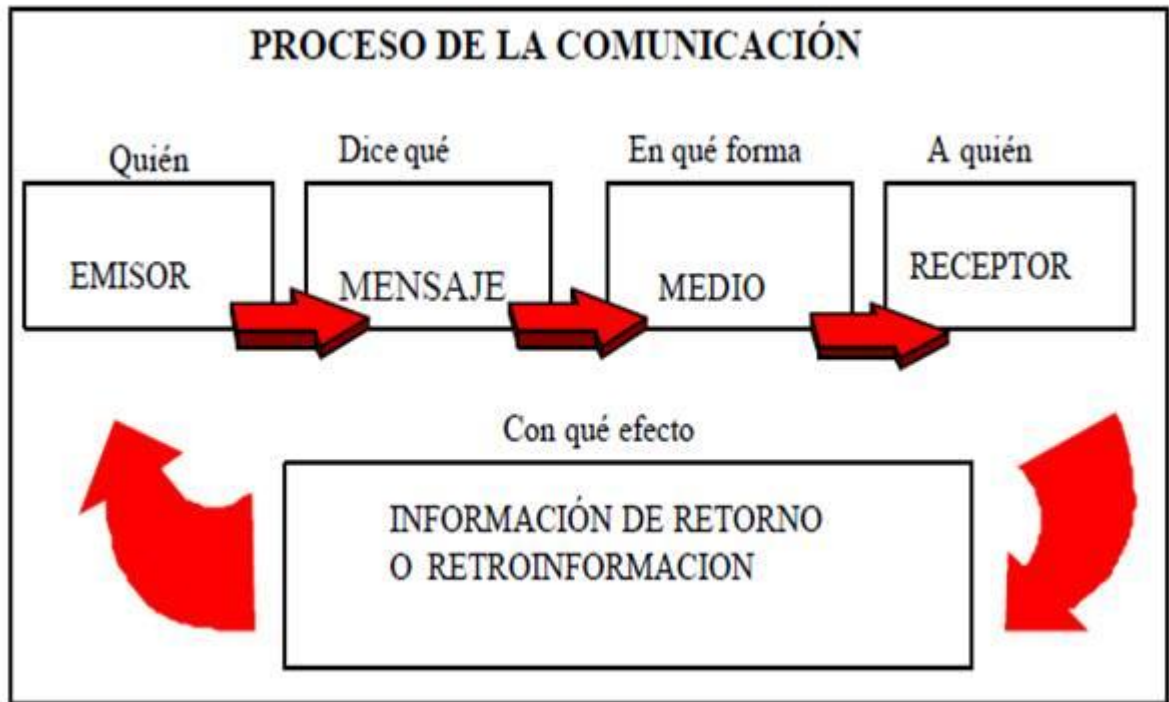 PROCESO DE LA COMUNICACIÓN
Quién
Dice qué
En qué forma
A quién
EMISOR
MENSAJE
MEDIO
RECEPTOR
Con qué efecto
INFORMACIÓN DE RETORNO
O RETROINFORMACION